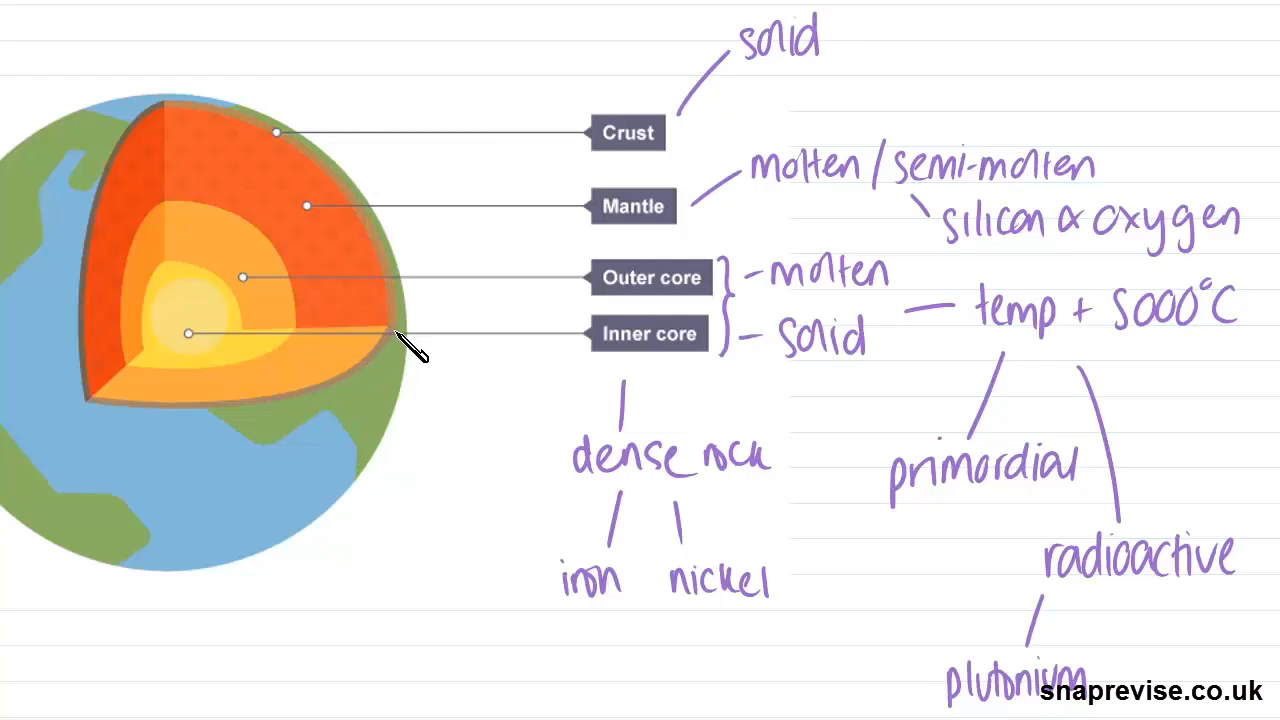 solid
Crust
molten / semi-molten
Mantle
silicon & oxygen
Outer core
- molten
temp + 5000°C
Inner core
- solid
dense rock
primordial
iron nickel
radioactive
plutonium
snaprevise.co.uk